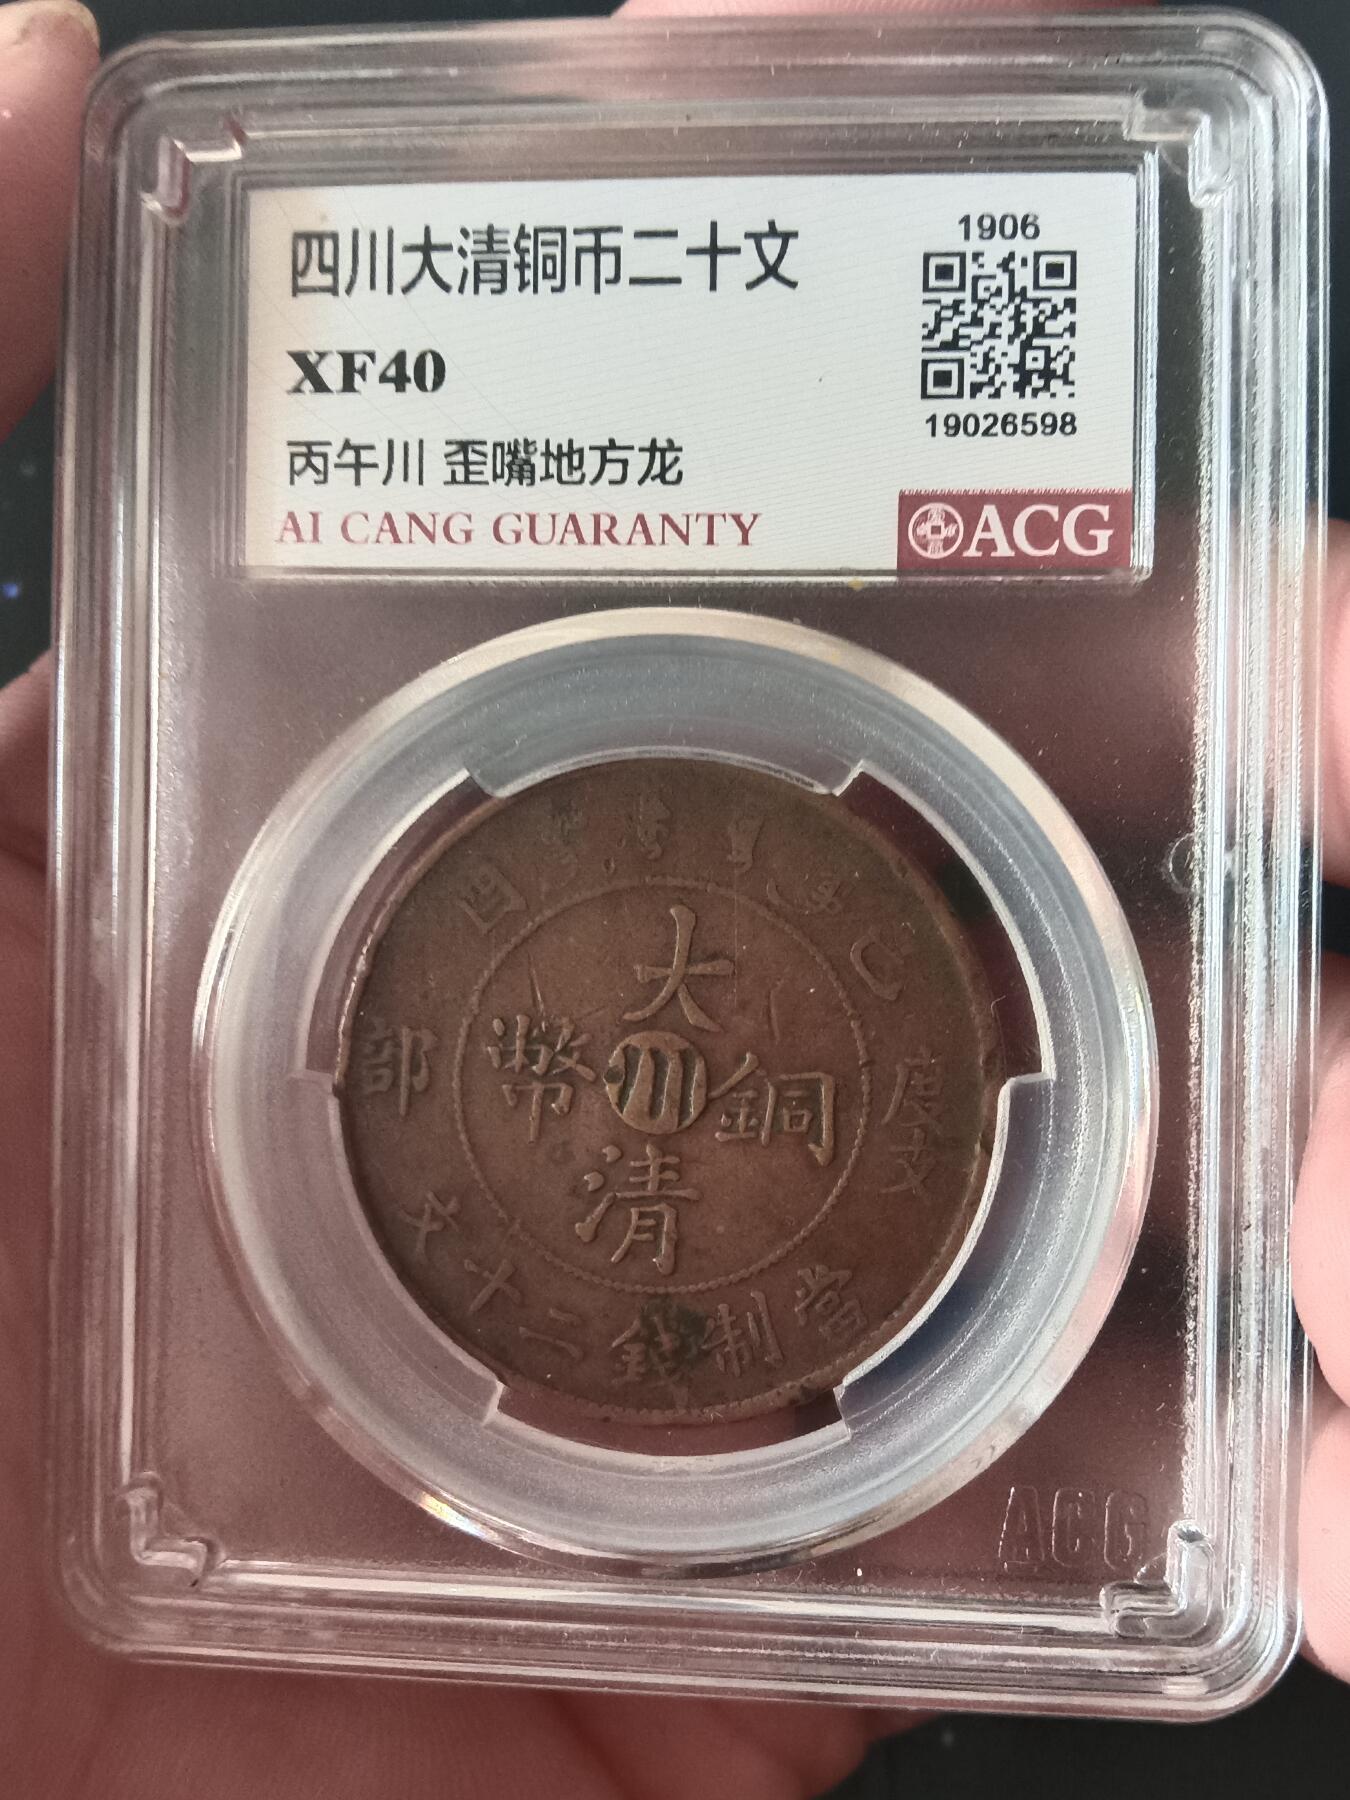 四川大清铜币二十文
1906
XF40
19026598
丙午川 歪嘴地方龙
AI CANG GUARANTY
ACG
己酉
度支部
大清銅幣
川
當制錢二十文
ACG